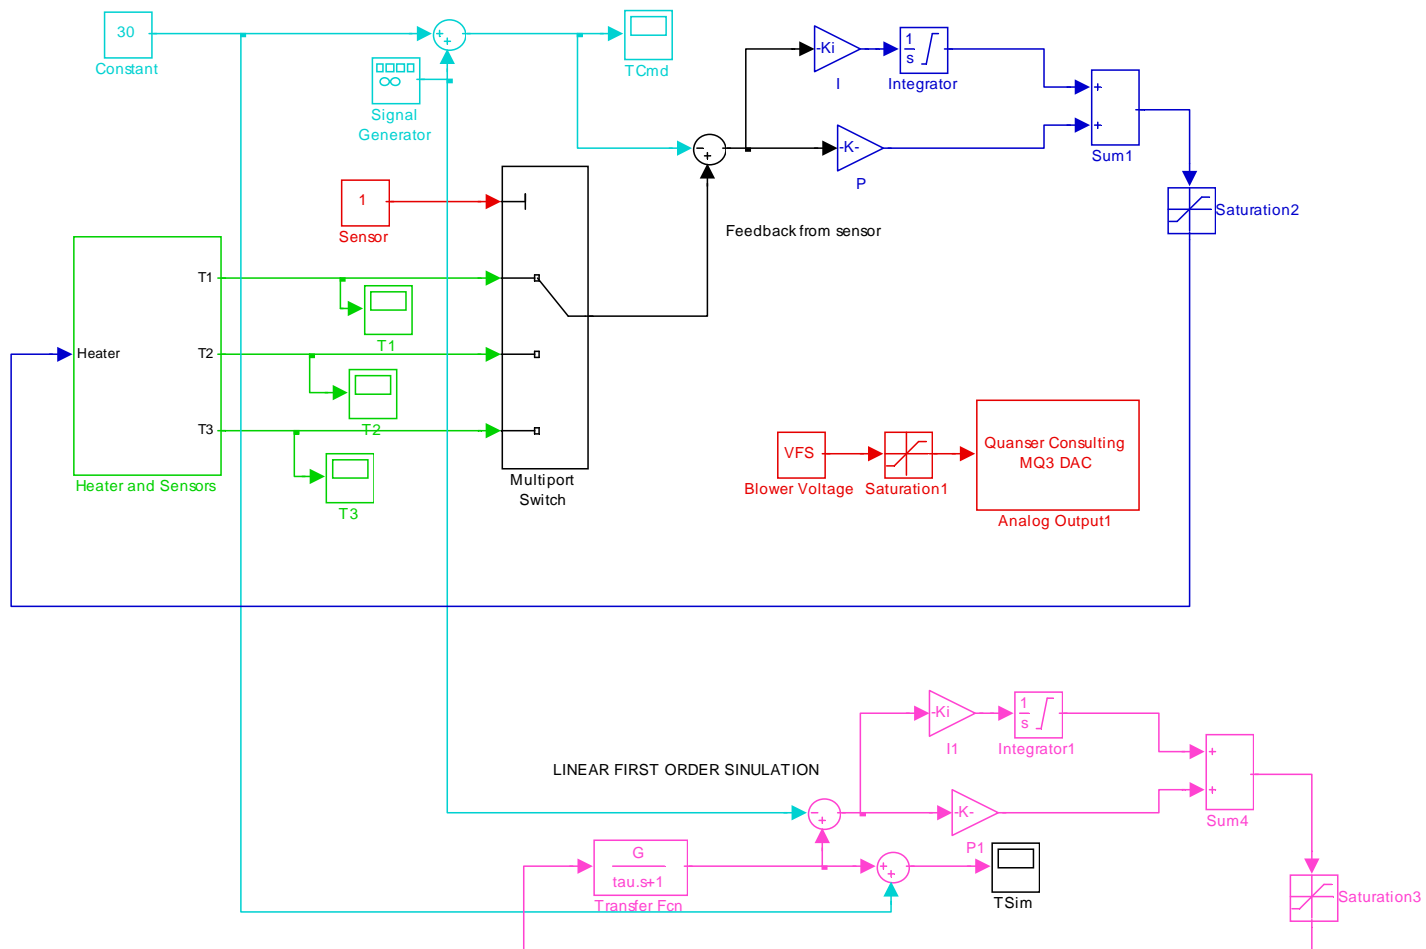 30
Constant
+
+
TCmd
Signal
Generator
-Ki
I
1
s
Integrator
+
+
Sum1
−
+
-K-
P
Saturation2
1
Sensor
Feedback from sensor
T1
T1
Heater
T2
T2
T3
T3
Heater and Sensors
Multiport
Switch
VFS
Blower Voltage
Saturation1
Quanser Consulting
MQ3 DAC
Analog Output1
-Ki
I1
1
s
Integrator1
+
+
Sum4
LINEAR FIRST ORDER SINULATION
−
+
-K-
P1
G
tau.s+1
Transfer Fcn
+
+
TSim
Saturation3